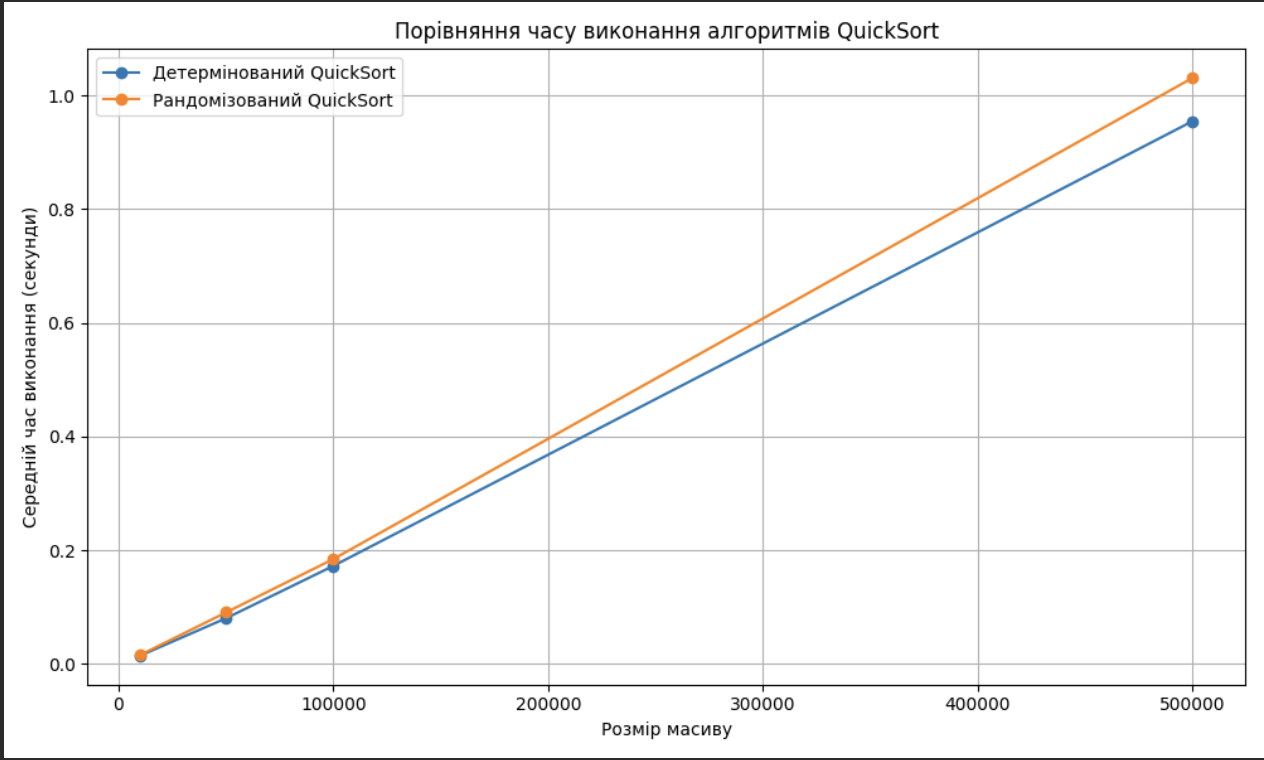 Порівняння часу виконання алгоритмів QuickSort
Детермінований QuickSort
Рандомізований QuickSort
1.0
0.8
0.6
0.4
0.2
0.0
Середній час виконання (секунди)
0 100000 200000 300000 400000 500000
Розмір масиву